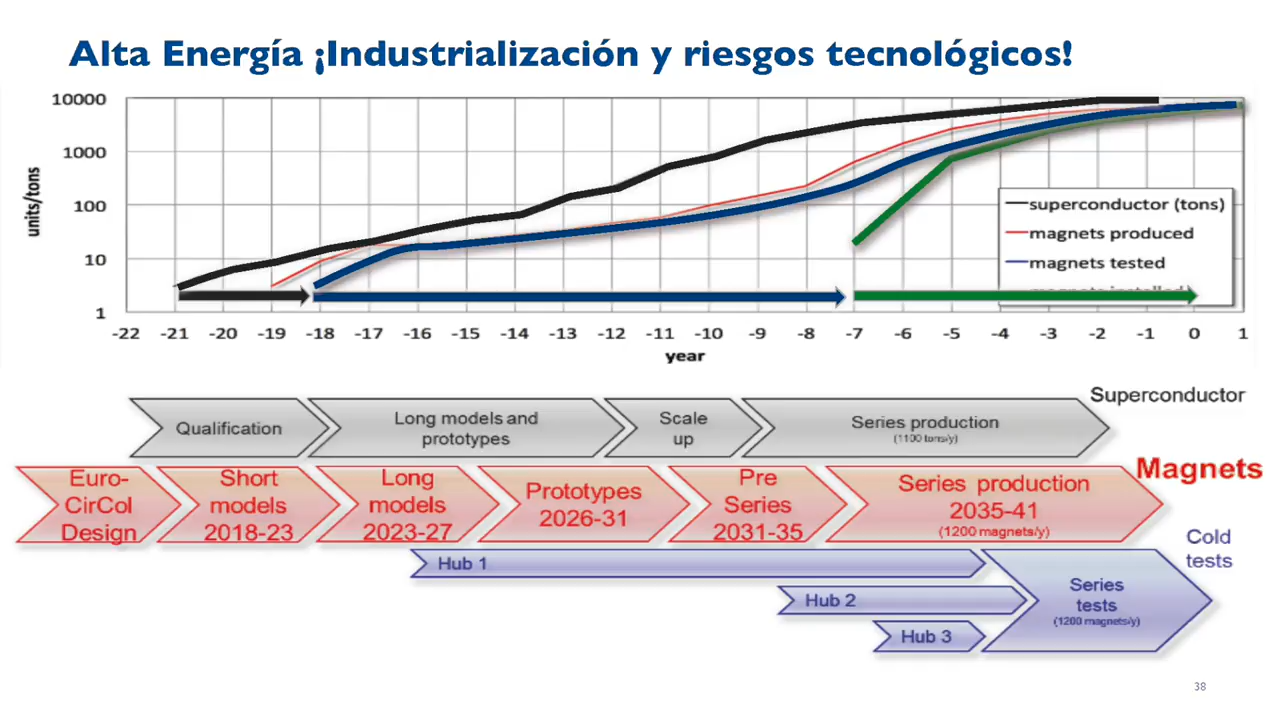 Alta Energía ¡Industrialización y riesgos tecnológicos!
10000
1000
100
10
1
units/tons
superconductor (tons)
magnets produced
magnets tested
magnets installed)
-22 -21 -20 -19 -18 -17 -16 -15 -14 -13 -12 -11 -10 -9 -8 -7 -6 -5 -4 -3 -2 -1 0 1
year
Superconductor
Qualification
Long models and
prototypes
Scale
up
Series production
(1100 tons/y)
Magnets
Euro-
CirCol
Design
Short
models
2018-23
Long
models
2023-27
Prototypes
2026-31
Pre
Series
2031-35
Series production
2035-41
(1200 magnets/y)
Cold
tests
Hub 1
Hub 2
Hub 3
Series
tests
(1200 magnets/y)
38